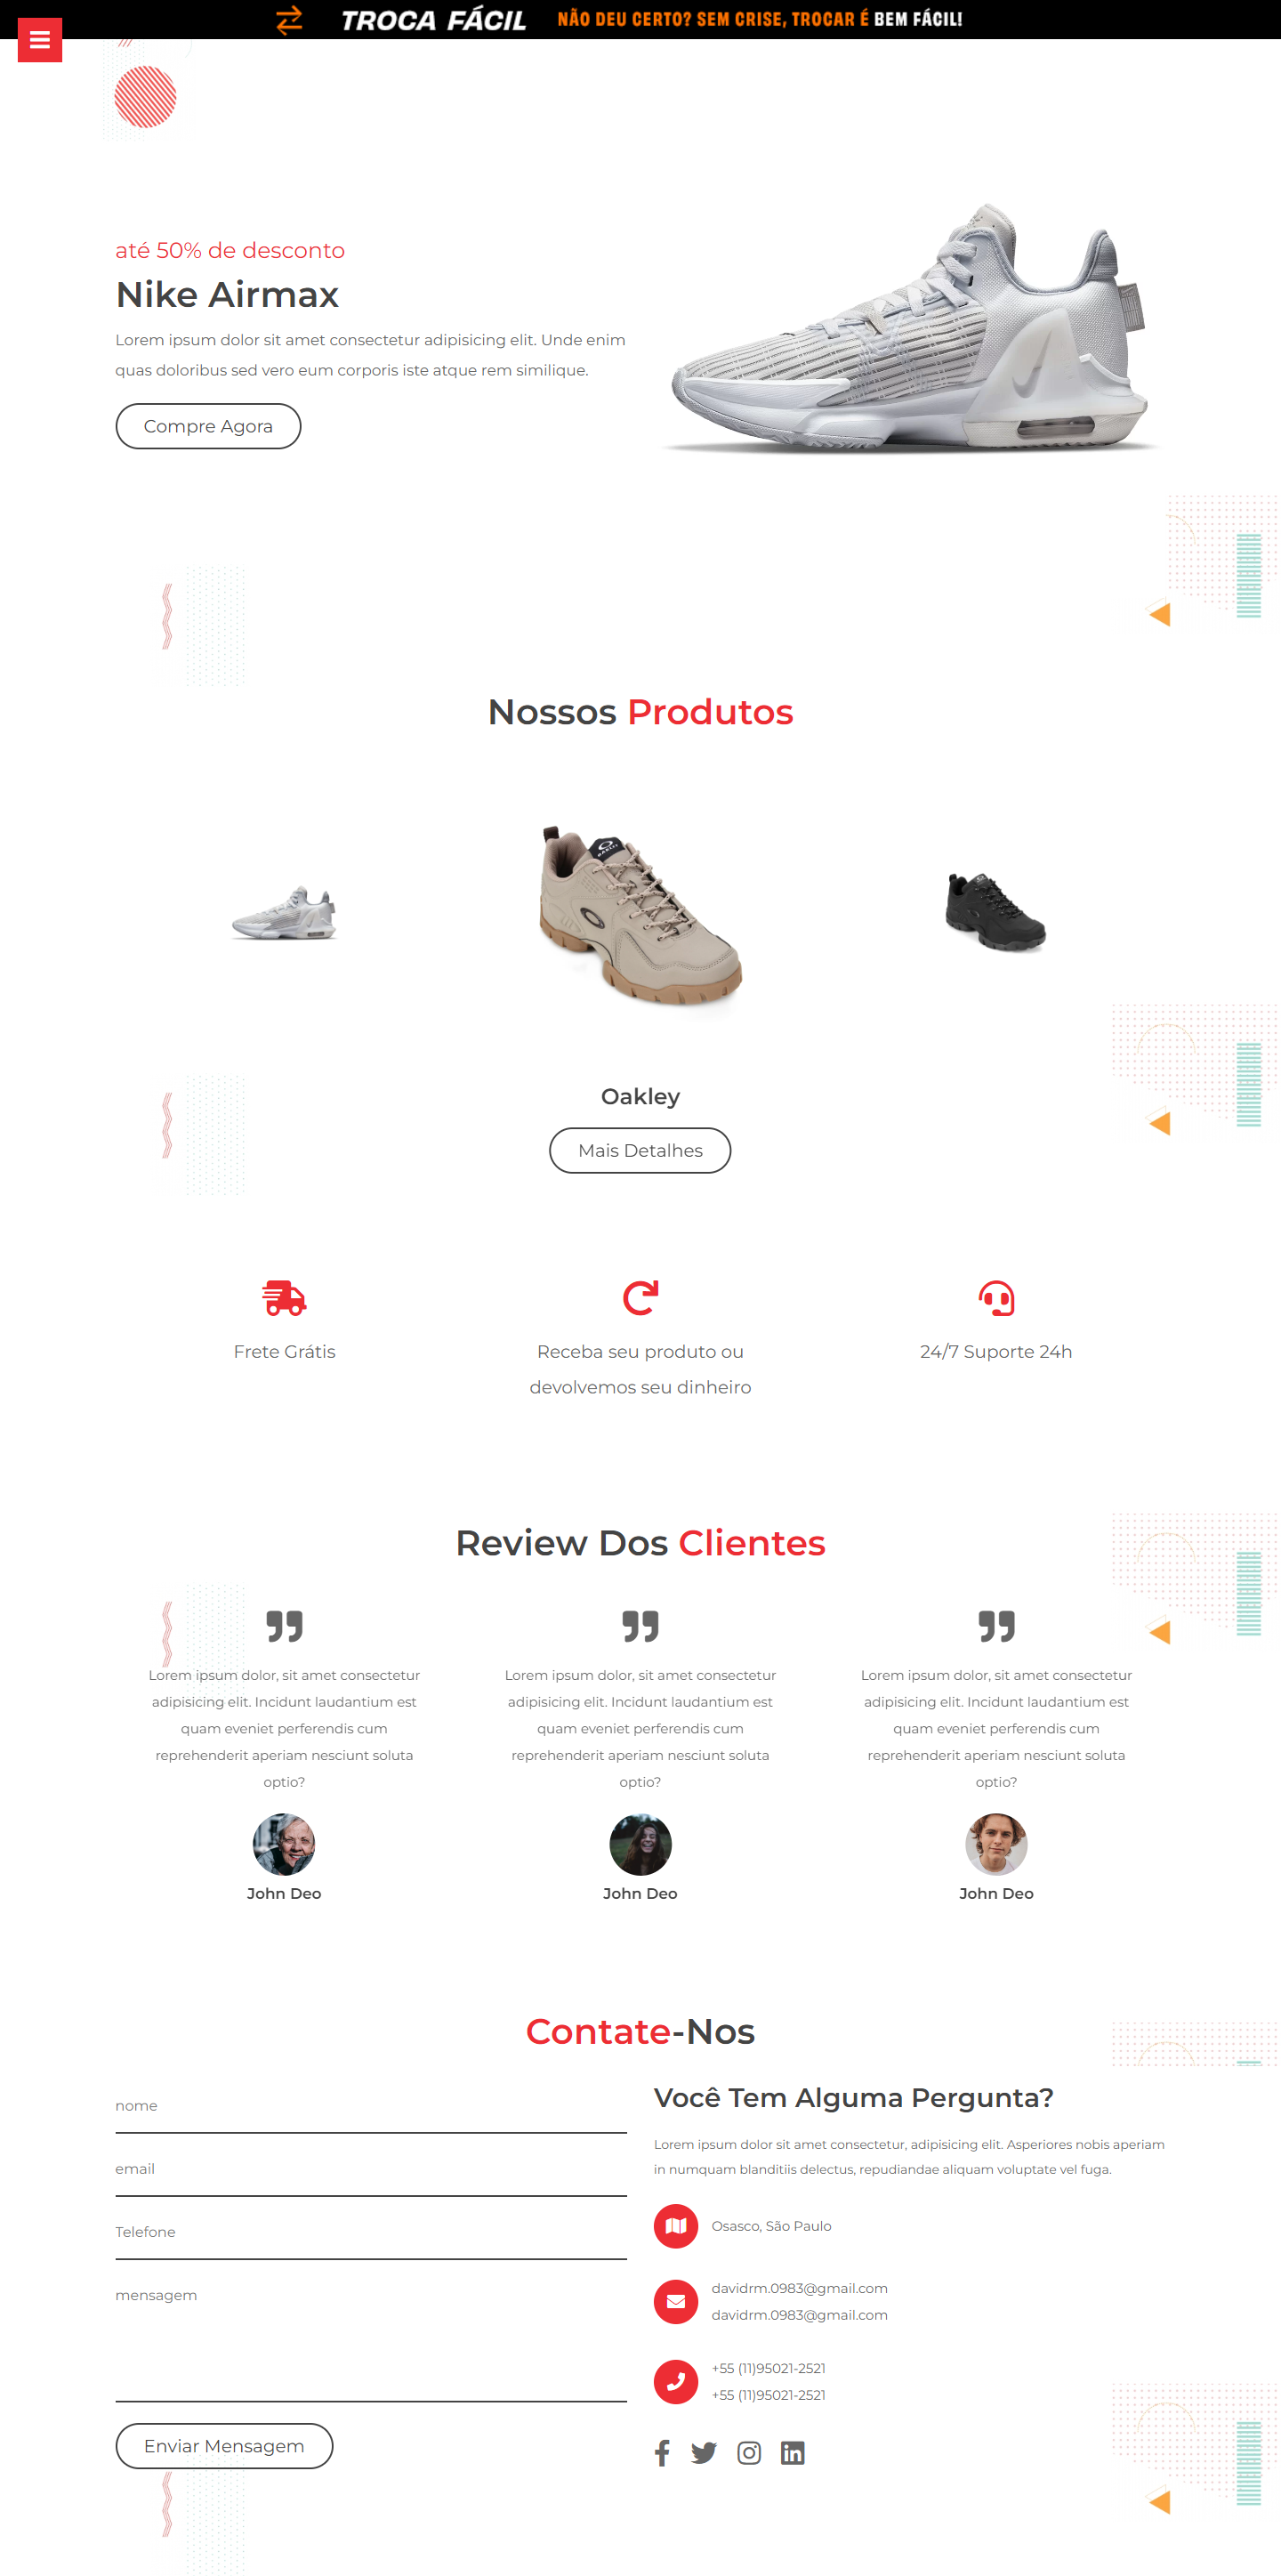 TROCA FÁCIL NÃO DEU CERTO? SEM CRISE, TROCAR É BEM FÁCIL!
até 50% de desconto
Nike Airmax
Lorem ipsum dolor sit amet consectetur adipisicing elit. Unde enim
quas doloribus sed vero eum corporis iste atque rem similique.
Compre Agora
Nossos Produtos
Oakley
Mais Detalhes
Frete Grátis
Receba seu produto ou
devolvemos seu dinheiro
24/7 Suporte 24h
Review Dos Clientes
Lorem ipsum dolor, sit amet consectetur
adipisicing elit. Incidunt laudantium est
quam eveniet perferendis cum
reprehenderit aperiam nesciunt soluta
optio?
John Deo
Lorem ipsum dolor, sit amet consectetur
adipisicing elit. Incidunt laudantium est
quam eveniet perferendis cum
reprehenderit aperiam nesciunt soluta
optio?
John Deo
Lorem ipsum dolor, sit amet consectetur
adipisicing elit. Incidunt laudantium est
quam eveniet perferendis cum
reprehenderit aperiam nesciunt soluta
optio?
John Deo
Contate-Nos
nome
email
Telefone
mensagem
Enviar Mensagem
Você Tem Alguma Pergunta?
Lorem ipsum dolor sit amet consectetur, adipisicing elit. Asperiores nobis aperiam
in numquam blanditiis delectus, repudiandae aliquam voluptate vel fuga.
Osasco, São Paulo
davidrm.0983@gmail.com
davidrm.0983@gmail.com
+55 (11)95021-2521
+55 (11)95021-2521